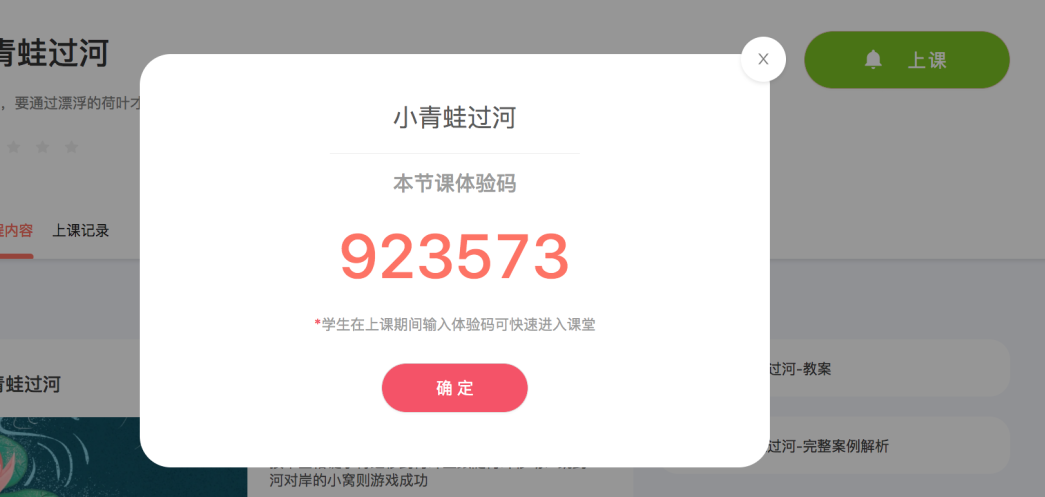 青蛙过河
上课
，要通过漂浮的荷叶才
程内容
上课记录
X
小青蛙过河
本节课体验码
923573
*学生在上课期间输入体验码可快速进入课堂
确定
青蛙过河
过河-教案
过河-完整案例解析
河对岸的小窝则游戏成功